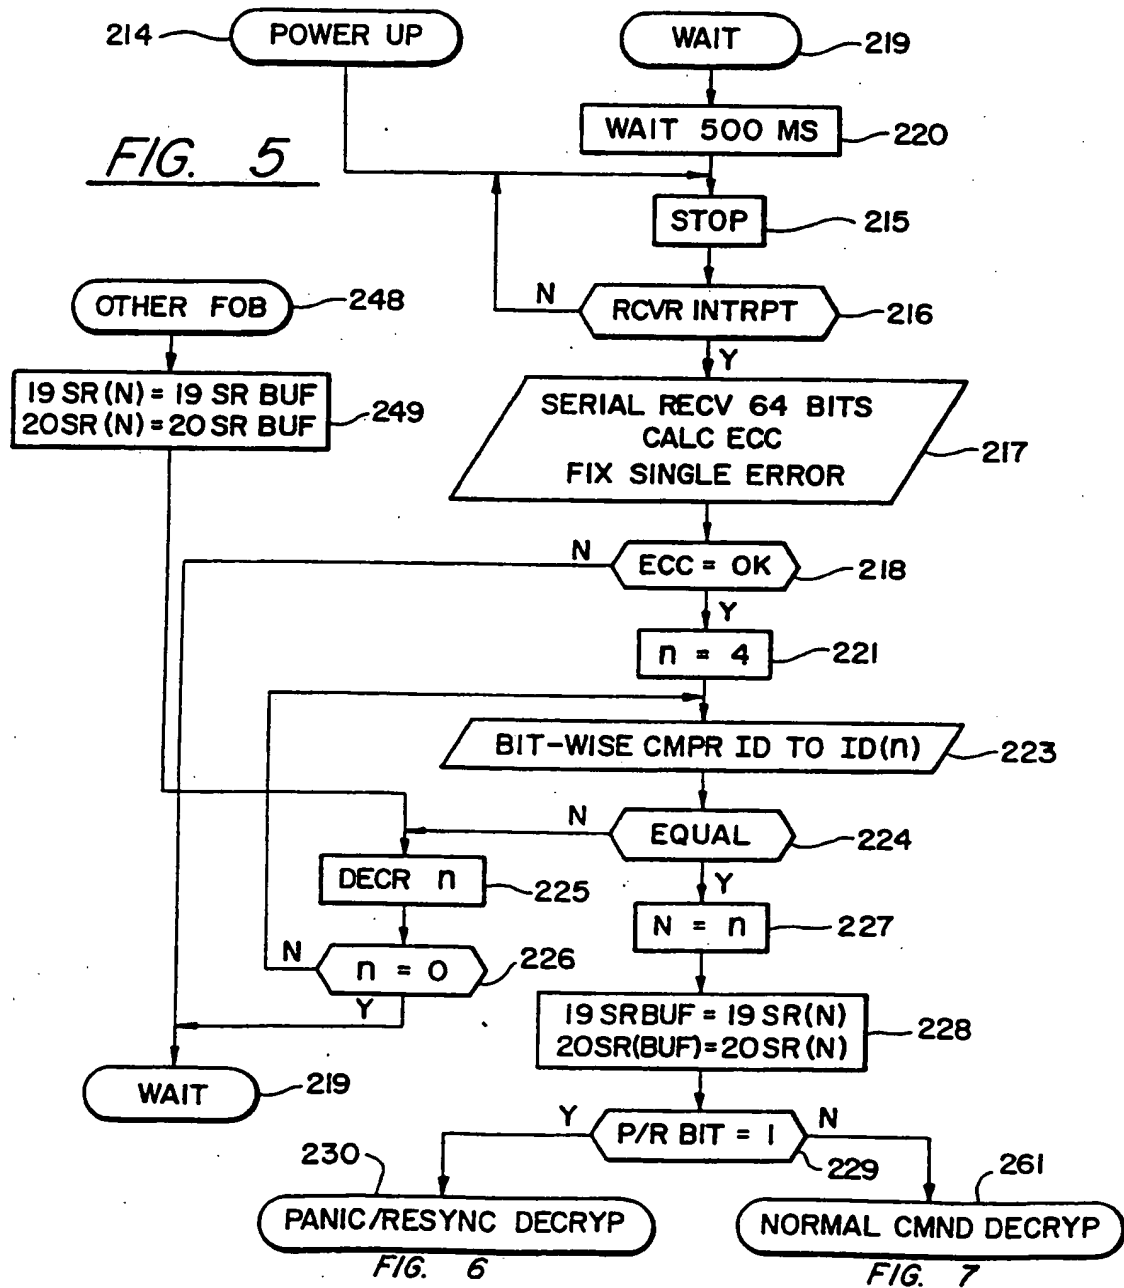 214
POWER UP
WAIT
219
WAIT 500 MS
220
FIG. 5
STOP
215
OTHER FOB
248
N
RCVR INTRPT
216
Y
19 SR (N) = 19 SR BUF
20SR (N) = 20 SR BUF
249
SERIAL RECV 64 BITS
CALC ECC
FIX SINGLE ERROR
217
N
ECC = OK
218
Y
n = 4
221
BIT-WISE CMPR ID TO ID(n)
223
N
EQUAL
224
Y
DECR n
225
N = n
227
N
n = 0
226
Y
19 SRBUF = 19 SR(N)
20SR(BUF)=20SR(N)
228
WAIT
219
Y
P/R BIT = 1
N
229
230
PANIC/RESYNC DECRYP
FIG. 6
261
NORMAL CMND DECRYP
FIG. 7